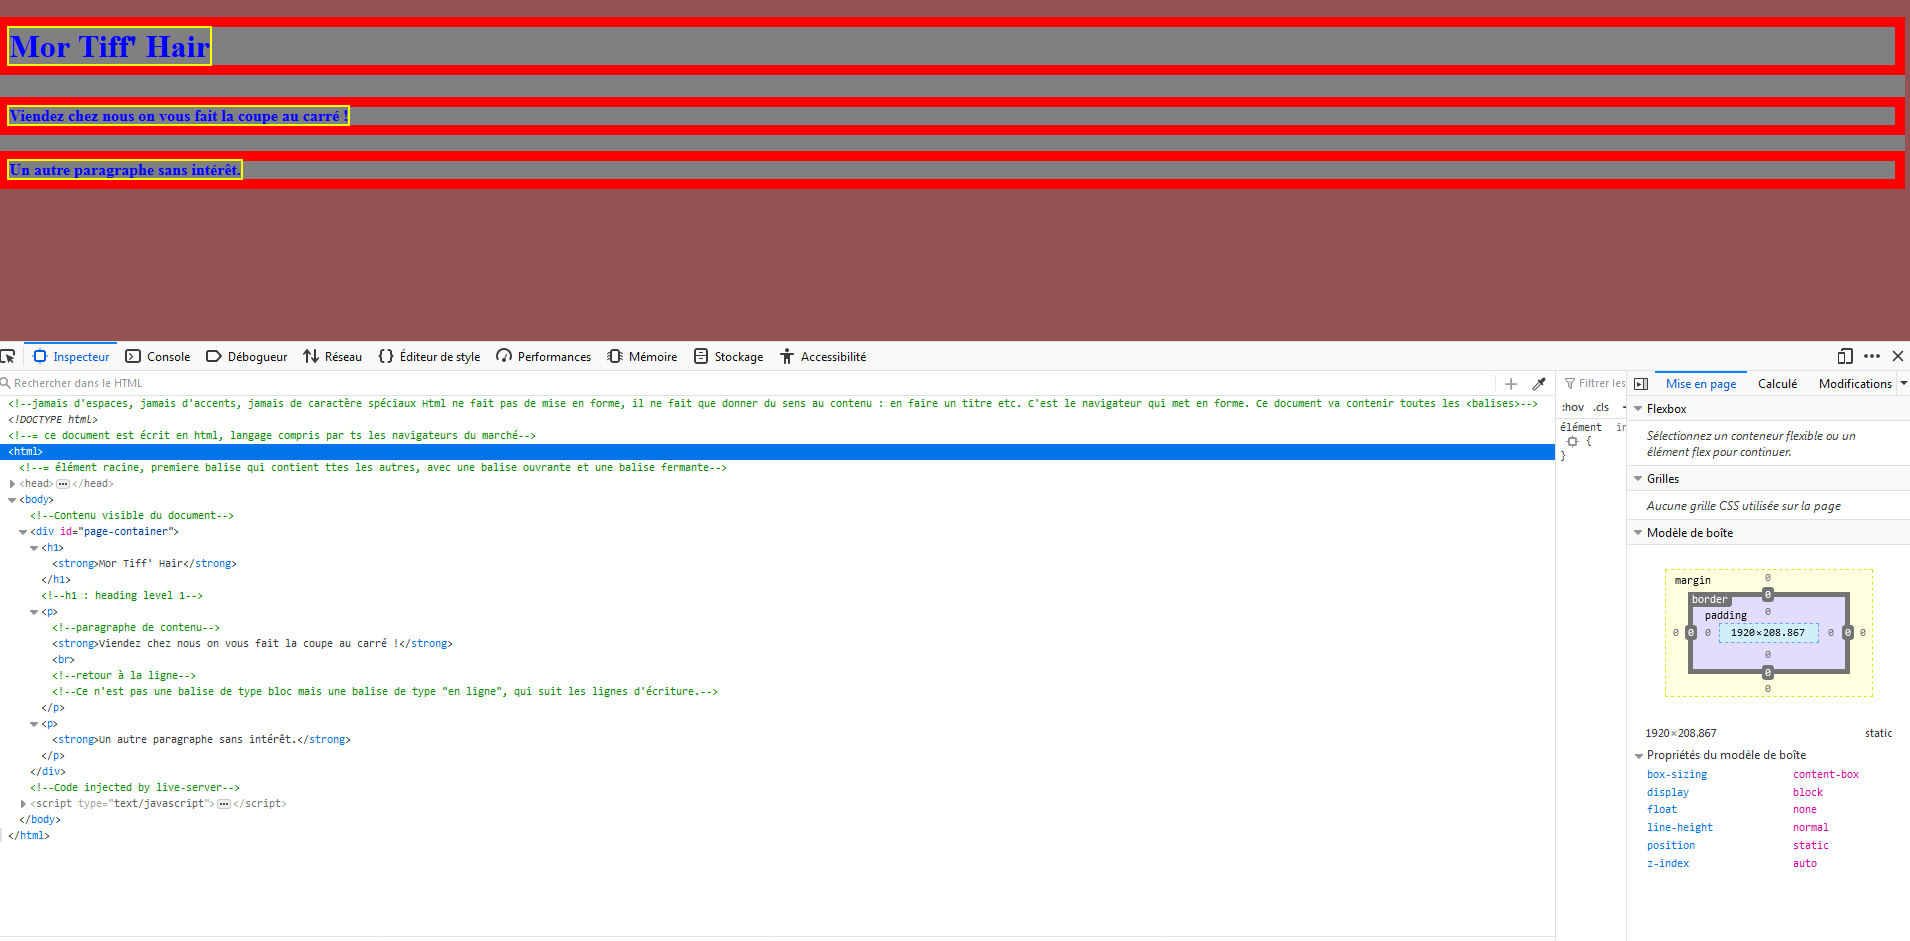 Mor Tiff' Hair
Viendez chez nous on vous fait la coupe au carré !
Un autre paragraphe sans intérêt.
Inspecteur Console Débogueur Réseau Éditeur de style Performances Mémoire Stockage Accessibilité
Rechercher dans le HTML
<!--jamais d'espaces, jamais d'accents, jamais de caractère spéciaux Html ne fait pas de mise en forme, il ne fait que donner du sens au contenu : en faire un titre etc. C'est le navigateur qui met en forme. Ce document va contenir toutes les <balises>-->
<!DOCTYPE html>
<!--= ce document est écrit en html, langage compris par ts les navigateurs du marché-->
<html>
<!--= élément racine, premiere balise qui contient ttes les autres, avec une balise ouvrante et une balise fermante-->
<head> ••• </head>
<body>
<!--Contenu visible du document-->
<div id="page-container">
<h1>
<strong>Mor Tiff' Hair</strong>
</h1>
<!--h1 : heading level 1-->
<p>
<!--paragraphe de contenu-->
<strong>Viendez chez nous on vous fait la coupe au carré !</strong>
<br>
<!--retour à la ligne-->
<!--Ce n'est pas une balise de type bloc mais une balise de type "en ligne", qui suit les lignes d'écriture.-->
</p>
<p>
<strong>Un autre paragraphe sans intérêt.</strong>
</p>
</div>
<!--Code injected by live-server-->
<script type="text/javascript"> ••• </script>
</body>
</html>
Filtrer les
:hov .cls
élément in
{
}
Mise en page Calculé Modifications
Flexbox
Sélectionnez un conteneur flexible ou un
élément flex pour continuer.
Grilles
Aucune grille CSS utilisée sur la page
Modèle de boîte
margin 0
border 0
padding 0
0 0 0 1920×208.867 0 0 0
0
0
0
1920×208.867 static
Propriétés du modèle de boîte
box-sizing content-box
display block
float none
line-height normal
position static
z-index auto